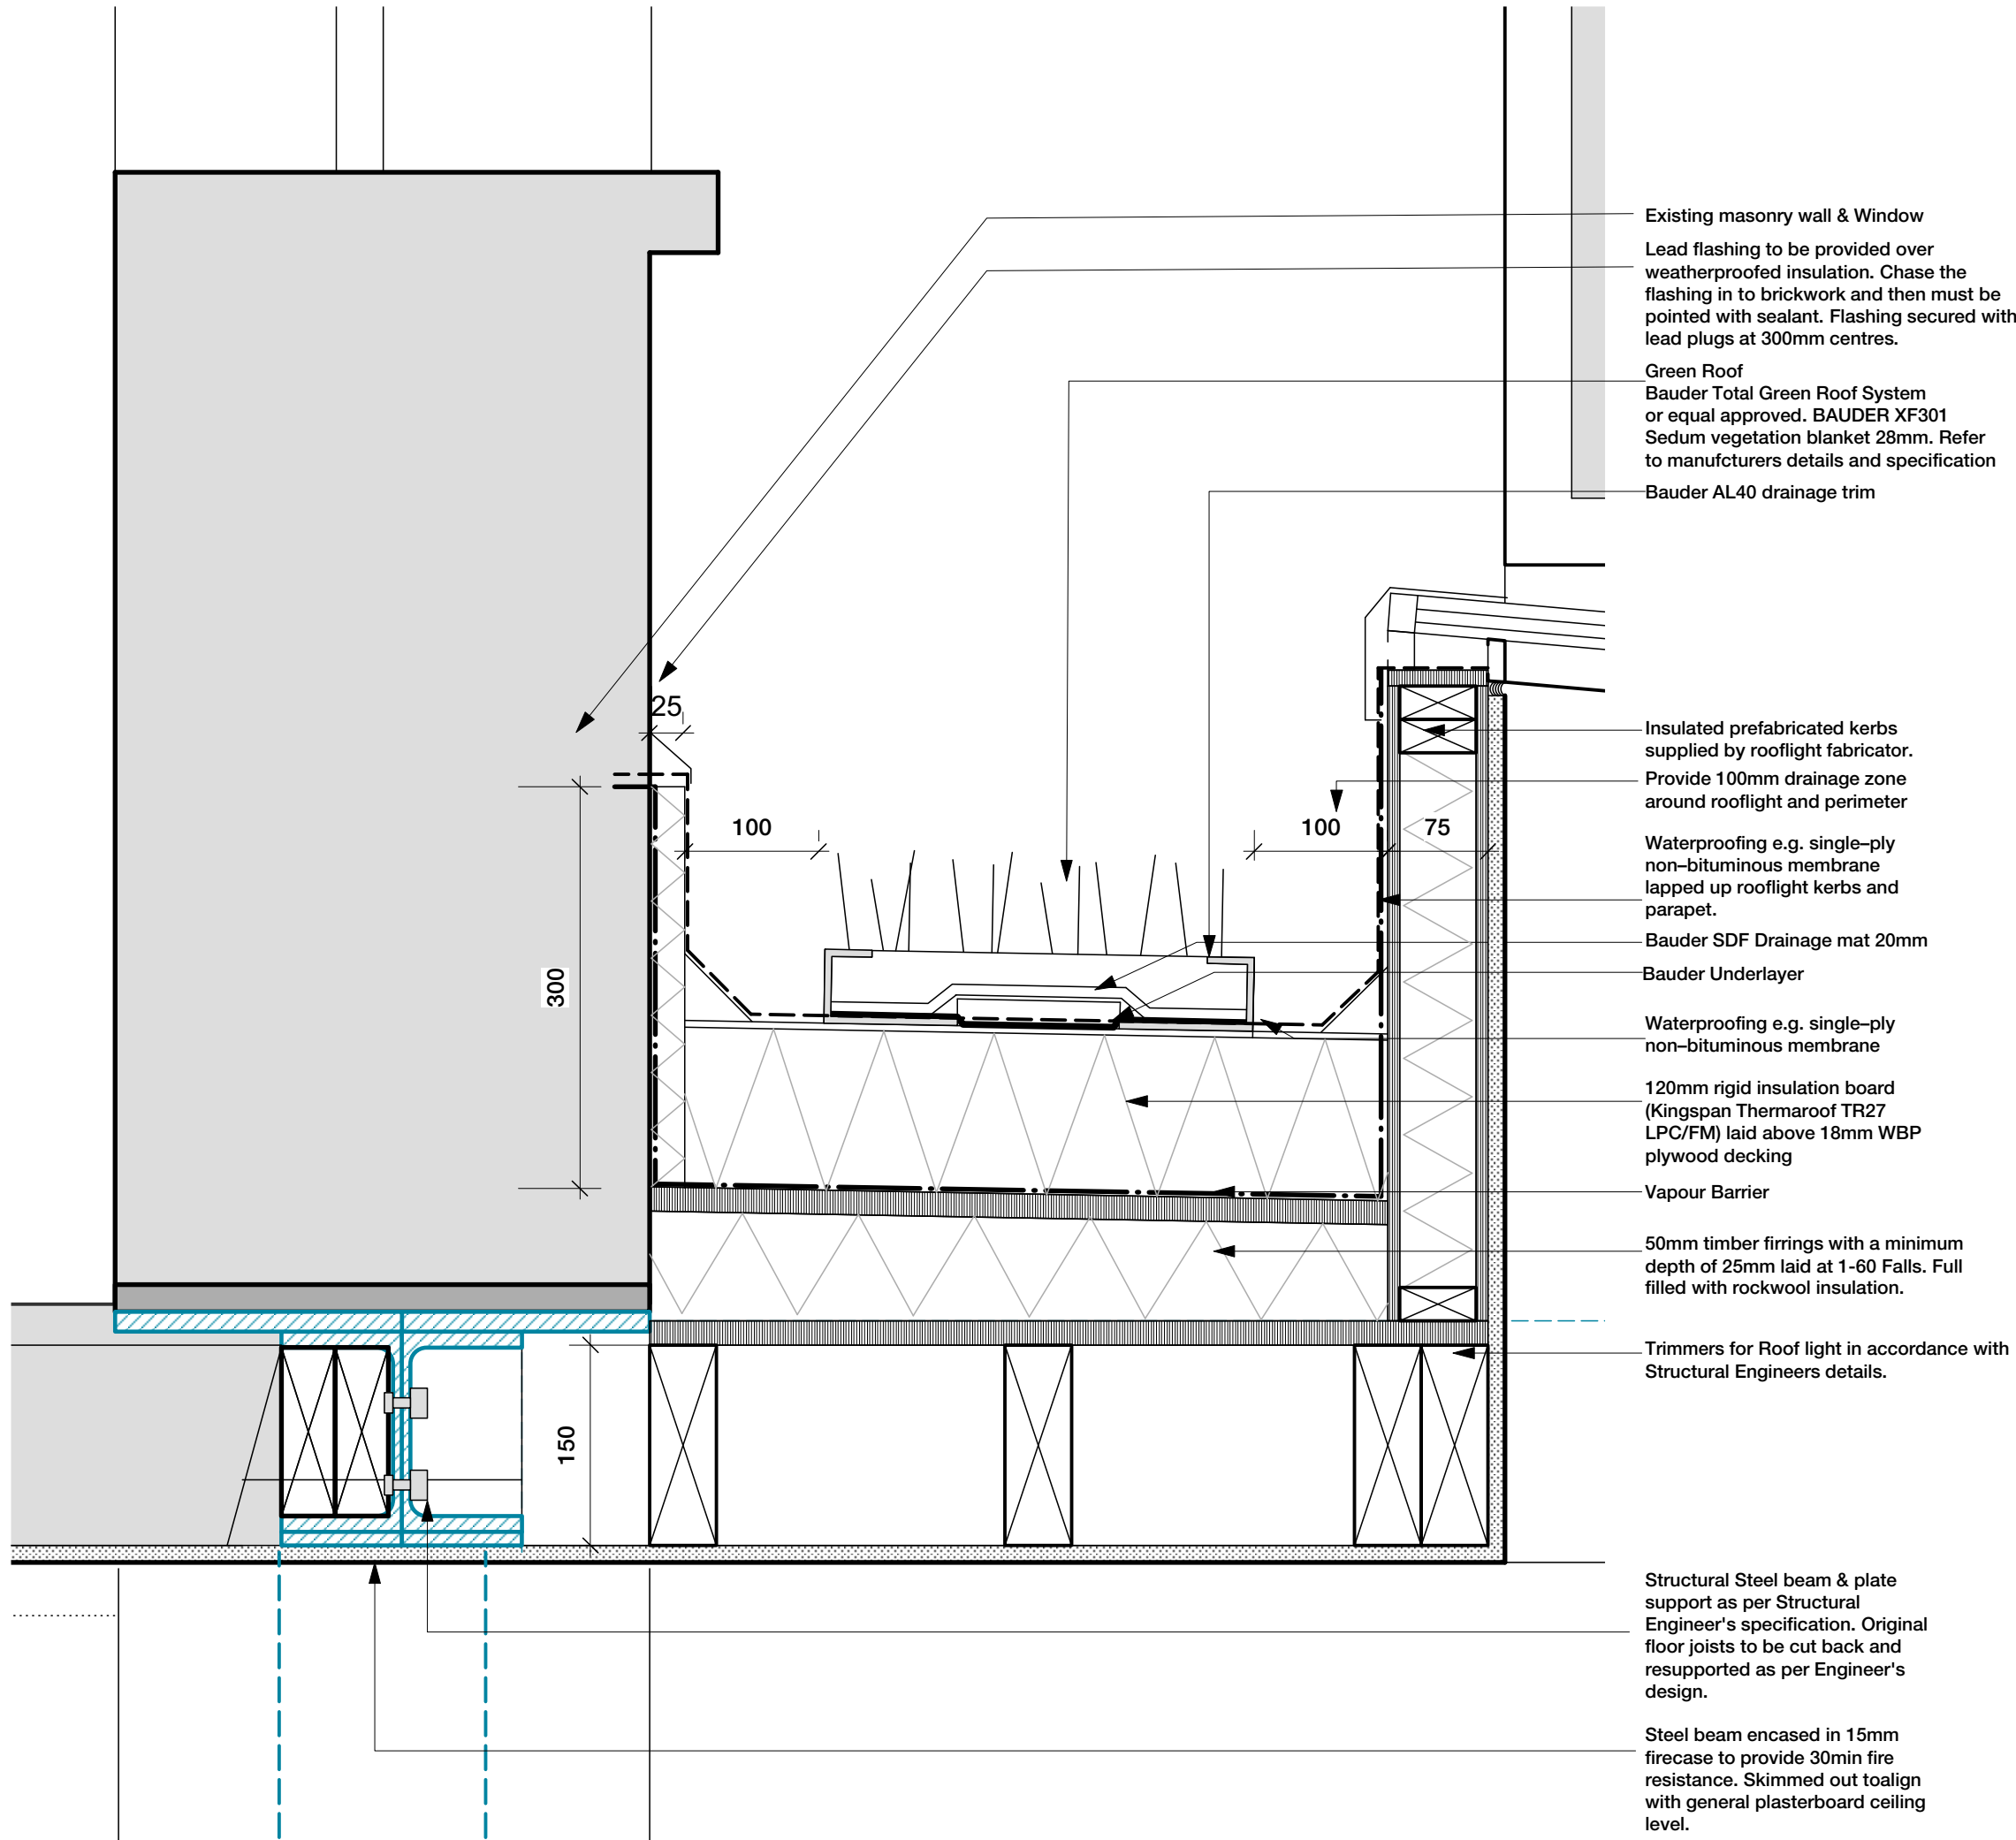 Existing masonry wall & Window
Lead flashing to be provided over
weatherproofed insulation. Chase the
flashing in to brickwork and then must be
pointed with sealant. Flashing secured with
lead plugs at 300mm centres.
Green Roof
Bauder Total Green Roof System
or equal approved. BAUDER XF301
Sedum vegetation blanket 28mm. Refer
to manufcturers details and specification
Bauder AL40 drainage trim
25
Insulated prefabricated kerbs
supplied by rooflight fabricator.
Provide 100mm drainage zone
around rooflight and perimeter
100
100
75
Waterproofing e.g. single–ply
non–bituminous membrane
lapped up rooflight kerbs and
parapet.
Bauder SDF Drainage mat 20mm
Bauder Underlayer
300
Waterproofing e.g. single–ply
non–bituminous membrane
120mm rigid insulation board
(Kingspan Thermaroof TR27
LPC/FM) laid above 18mm WBP
plywood decking
Vapour Barrier
50mm timber firrings with a minimum
depth of 25mm laid at 1-60 Falls. Full
filled with rockwool insulation.
Trimmers for Roof light in accordance with
Structural Engineers details.
150
Structural Steel beam & plate
support as per Structural
Engineer's specification. Original
floor joists to be cut back and
resupported as per Engineer's
design.
Steel beam encased in 15mm
firecase to provide 30min fire
resistance. Skimmed out toalign
with general plasterboard ceiling
level.